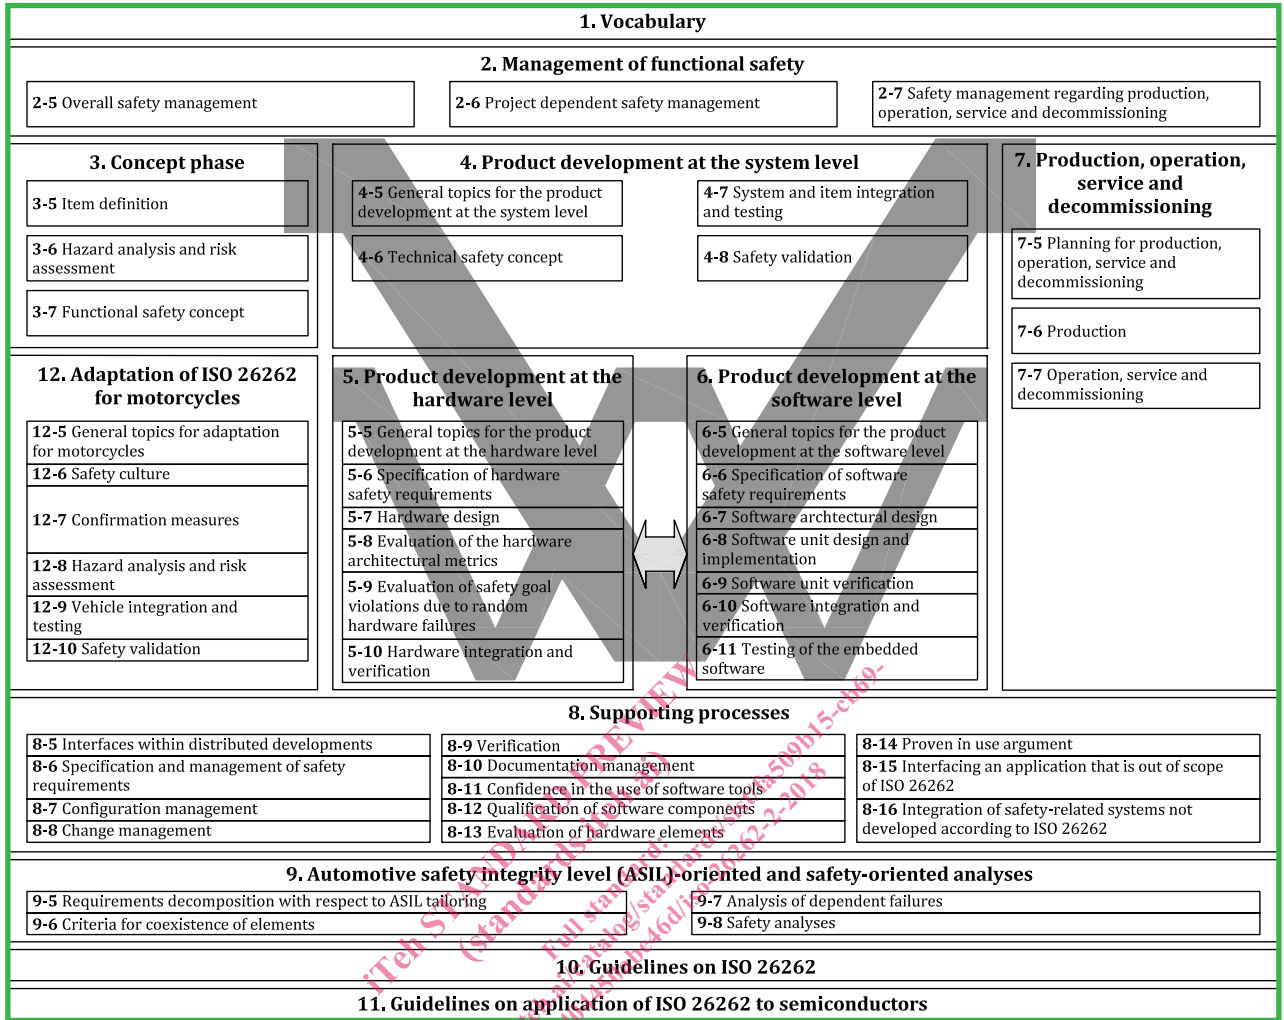 1. Vocabulary
2. Management of functional safety
2-5 Overall safety management
2-6 Project dependent safety management
2-7 Safety management regarding production,
operation, service and decommissioning
3. Concept phase
3-5 Item definition
3-6 Hazard analysis and risk
assessment
3-7 Functional safety concept
4. Product development at the system level
4-5 General topics for the product
development at the system level
4-6 Technical safety concept
4-7 System and item integration
and testing
4-8 Safety validation
7. Production, operation,
service and
decommissioning
7-5 Planning for production,
operation, service and
decommissioning
7-6 Production
7-7 Operation, service and
decommissioning
12. Adaptation of ISO 26262
for motorcycles
12-5 General topics for adaptation
for motorcycles
12-6 Safety culture
12-7 Confirmation measures
12-8 Hazard analysis and risk
assessment
12-9 Vehicle integration and
testing
12-10 Safety validation
5. Product development at the
hardware level
5-5 General topics for the product
development at the hardware level
5-6 Specification of hardware
safety requirements
5-7 Hardware design
5-8 Evaluation of the hardware
architectural metrics
5-9 Evaluation of safety goal
violations due to random
hardware failures
5-10 Hardware integration and
verification
6. Product development at the
software level
6-5 General topics for the product
development at the software level
6-6 Specification of software
safety requirements
6-7 Software archtectural design
6-8 Software unit design and
implementation
6-9 Software unit verification
6-10 Software integration and
verification
6-11 Testing of the embedded
software
8. Supporting processes
8-5 Interfaces within distributed developments
8-6 Specification and management of safety
requirements
8-7 Configuration management
8-8 Change management
8-9 Verification
8-10 Documentation management
8-11 Confidence in the use of software tools
8-12 Qualification of software components
8-13 Evaluation of hardware elements
8-14 Proven in use argument
8-15 Interfacing an application that is out of scope
of ISO 26262
8-16 Integration of safety-related systems not
developed according to ISO 26262
9. Automotive safety integrity level (ASIL)-oriented and safety-oriented analyses
9-5 Requirements decomposition with respect to ASIL tailoring
9-6 Criteria for coexistence of elements
9-7 Analysis of dependent failures
9-8 Safety analyses
10. Guidelines on ISO 26262
11. Guidelines on application of ISO 26262 to semiconductors
iTeh STANDARD PREVIEW
(standards.iteh.ai)
Full standard: